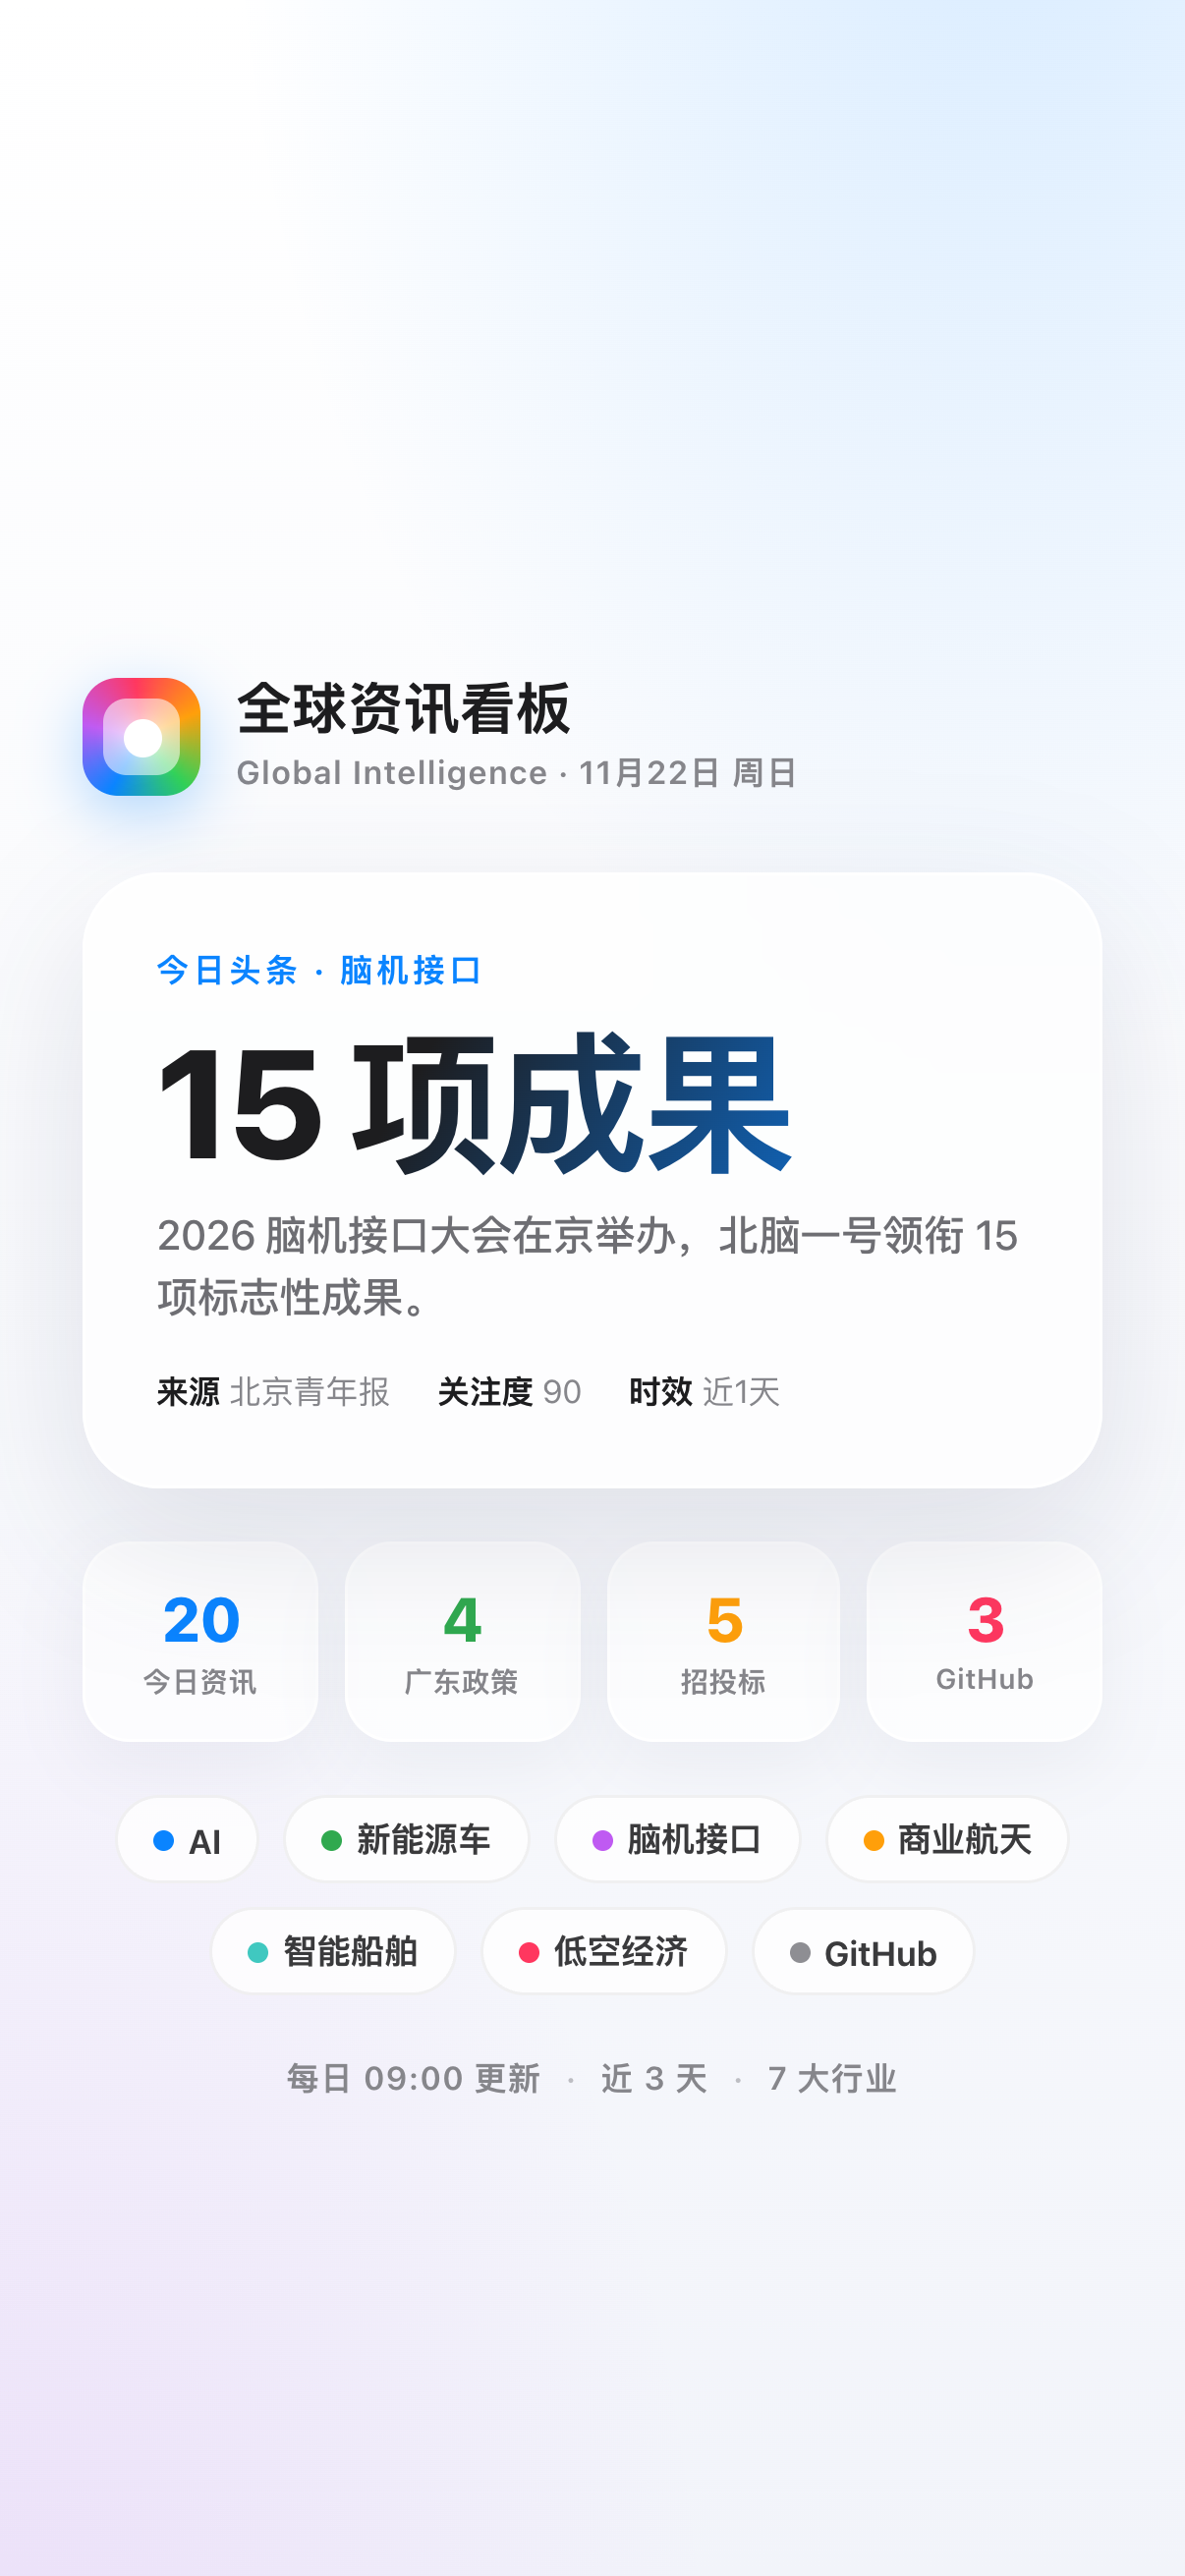 全球资讯看板
Global Intelligence · 11月22日 周日
今日头条 · 脑机接口
15 项成果
2026 脑机接口大会在京举办，北脑一号领衔 15
项标志性成果。
来源 北京青年报 关注度 90 时效 近1天
20 4 5 3
今日资讯 广东政策 招投标 GitHub
AI 新能源车 脑机接口 商业航天
智能船舶 低空经济 GitHub
每日 09:00 更新 · 近 3 天 · 7 大行业